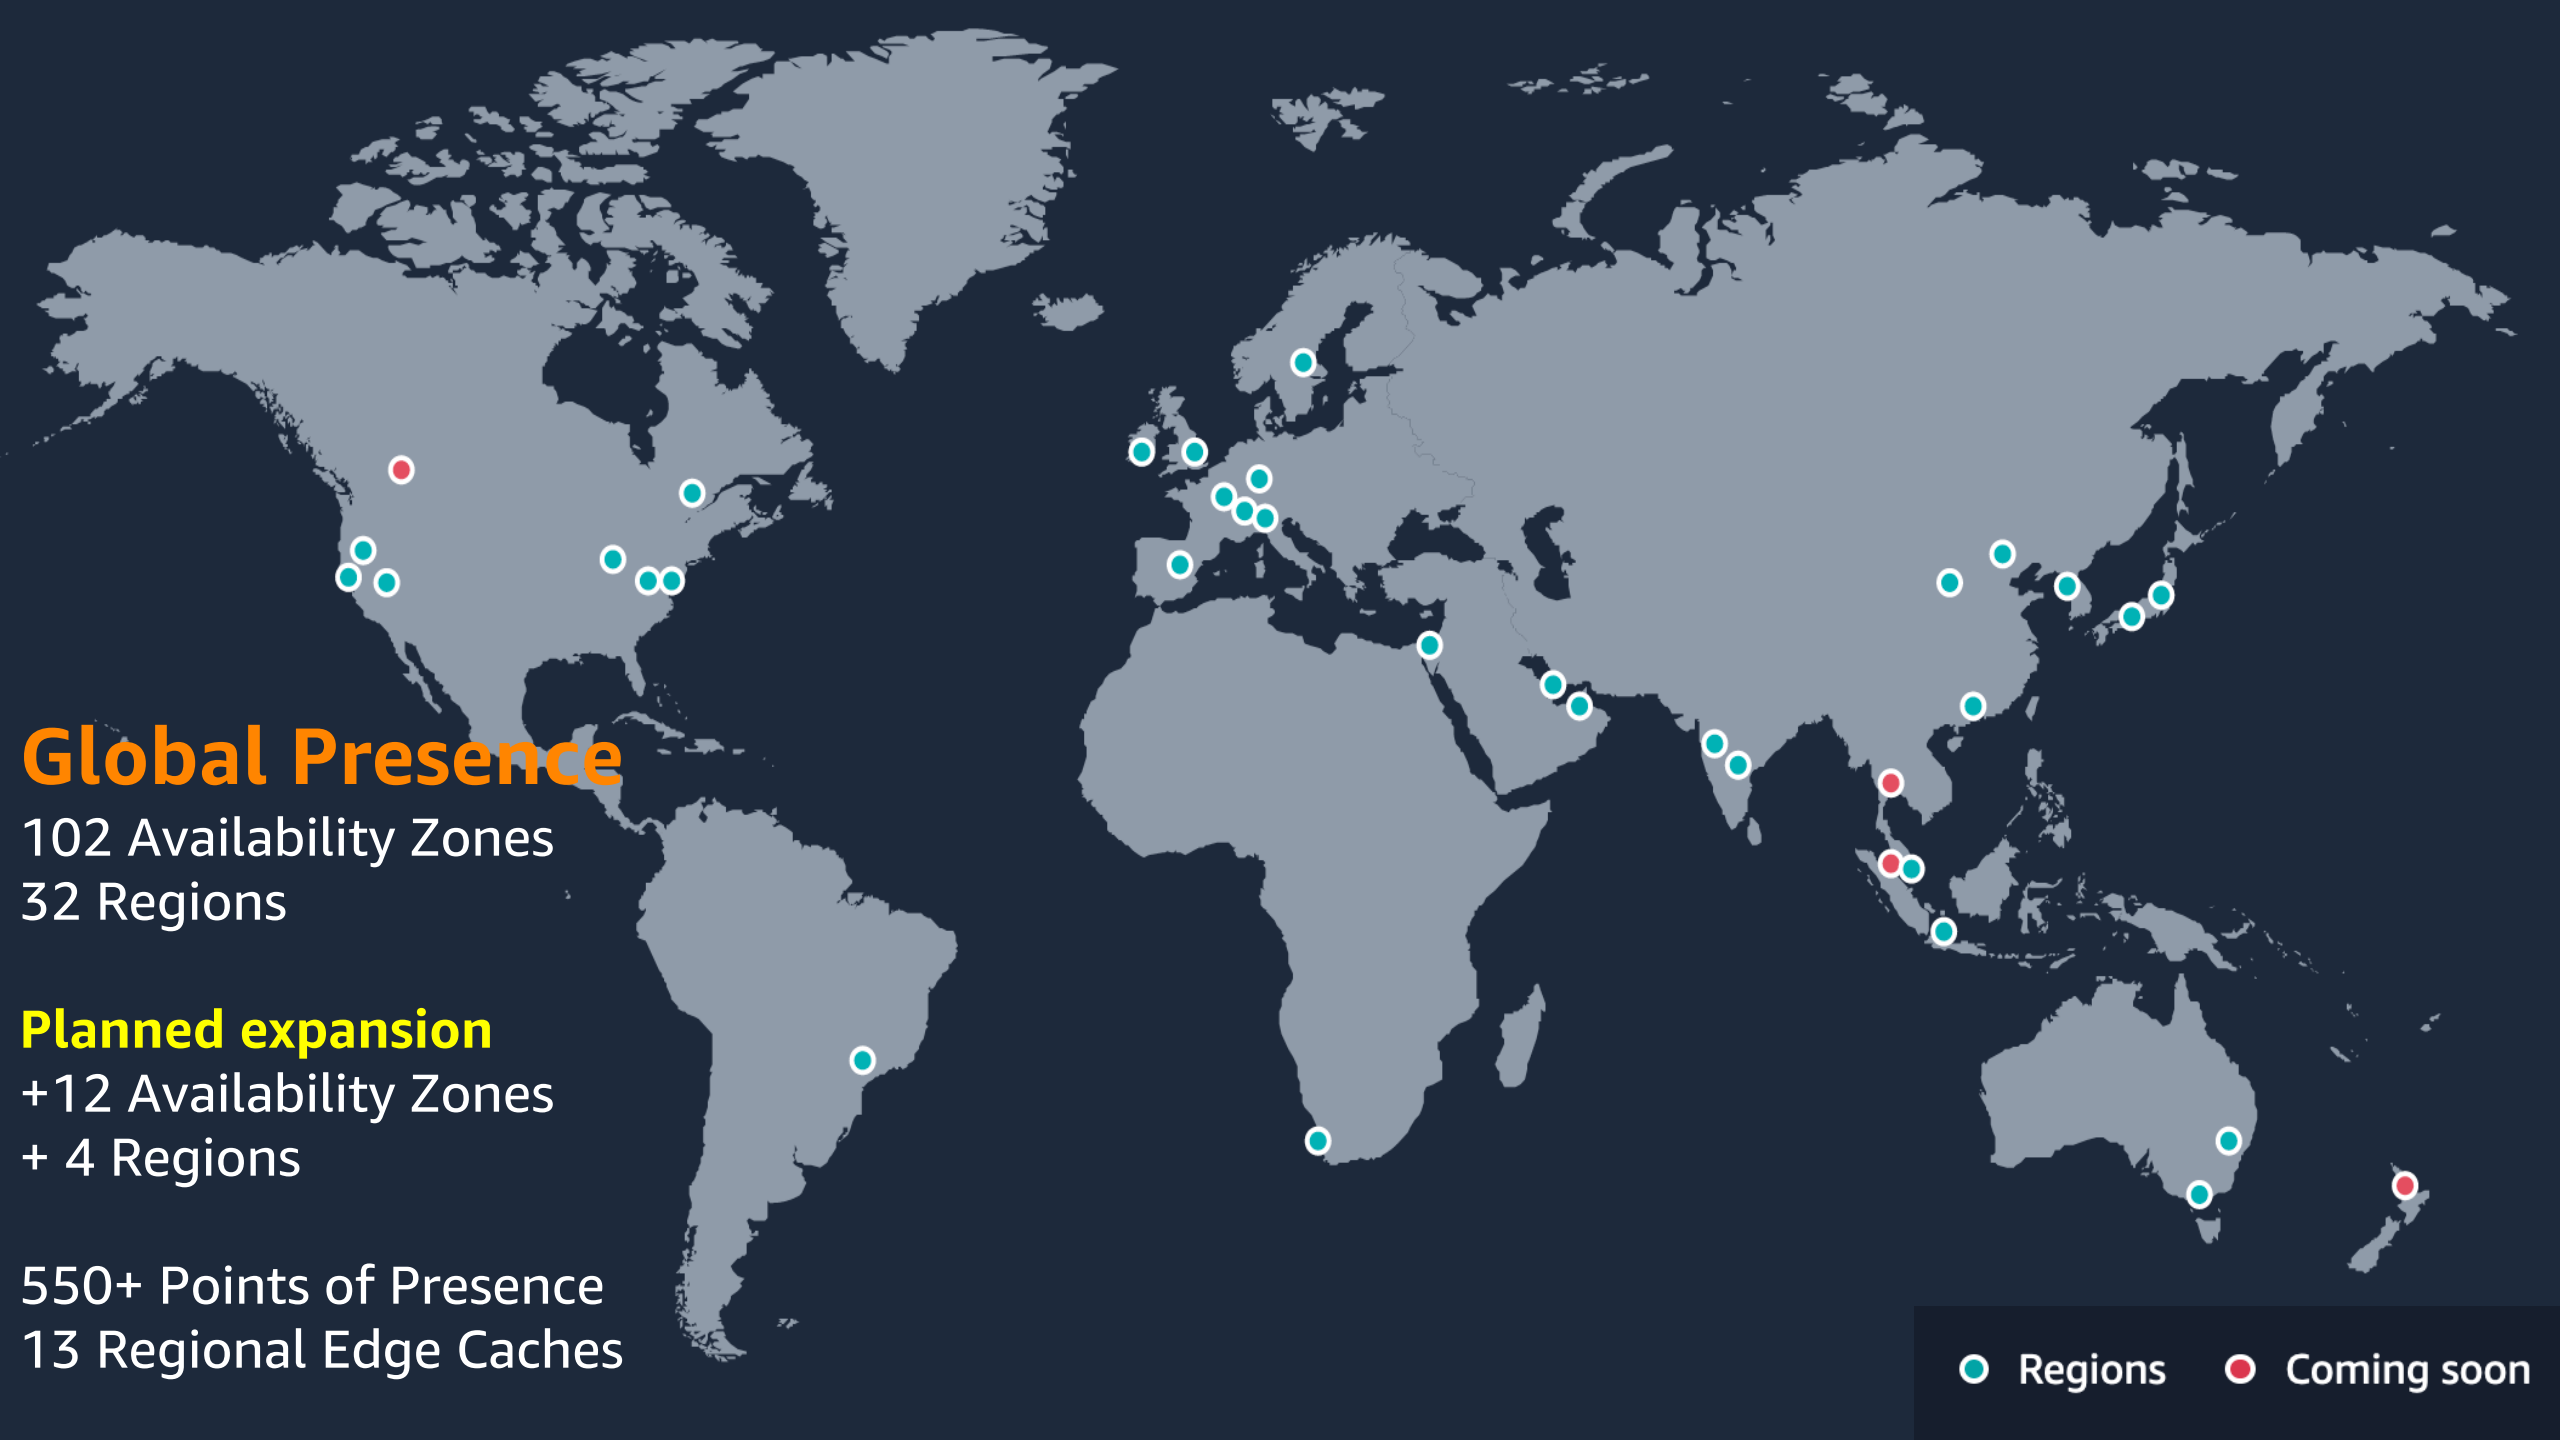 Global Presence
102 Availability Zones
32 Regions
Planned expansion
+12 Availability Zones
+ 4 Regions
550+ Points of Presence
13 Regional Edge Caches
Regions
Coming soon